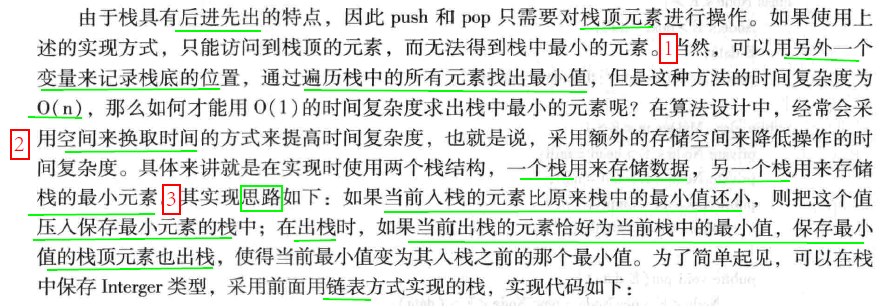 由于栈具有后进先出的特点，因此 push 和 pop 只需要对栈顶元素进行操作。如果使用上
述的实现方式，只能访问到栈顶的元素，而无法得到栈中最小的元素。1当然，可以用另外一个
变量来记录栈底的位置，通过遍历栈中的所有元素找出最小值，但是这种方法的时间复杂度为
O(n)，那么如何才能用 O(1)的时间复杂度求出栈中最小的元素呢？在算法设计中，经常会采
2 用空间来换取时间的方式来提高时间复杂度，也就是说，采用额外的存储空间来降低操作的时
间复杂度。具体来讲就是在实现时使用两个栈结构，一个栈用来存储数据，另一个栈用来存储
栈的最小元素。3其实现思路如下：如果当前入栈的元素比原来栈中的最小值还小，则把这个值
压入保存最小元素的栈中；在出栈时，如果当前出栈的元素恰好为当前栈中的最小值，保存最小
值的栈顶元素也出栈，使得当前最小值变为其入栈之前的那个最小值。为了简单起见，可以在栈
中保存 Interger 类型，采用前面用链表方式实现的栈，实现代码如下：